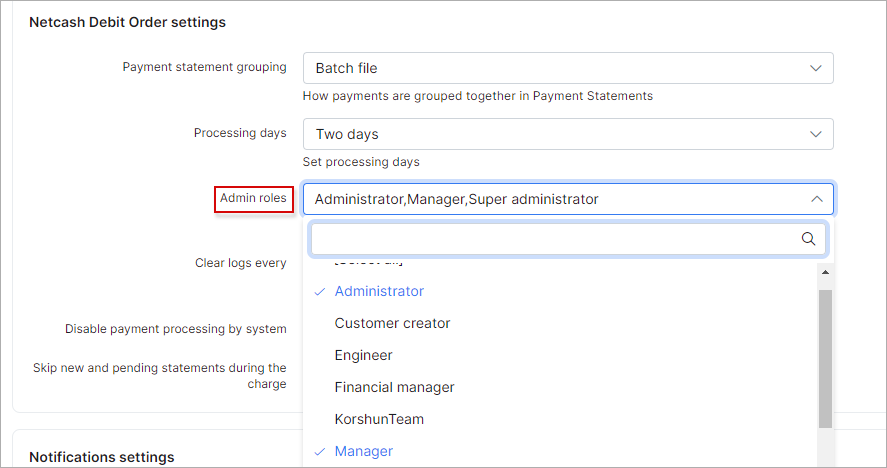 Netcash Debit Order settings
Payment statement grouping
Batch file
How payments are grouped together in Payment Statements
Processing days
Two days
Set processing days
Admin roles
Administrator,Manager,Super administrator
Clear logs every
[Select all]
Administrator
Customer creator
Disable payment processing by system
Engineer
Skip new and pending statements during the
charge
Financial manager
KorshunTeam
Manager
Notifications settings